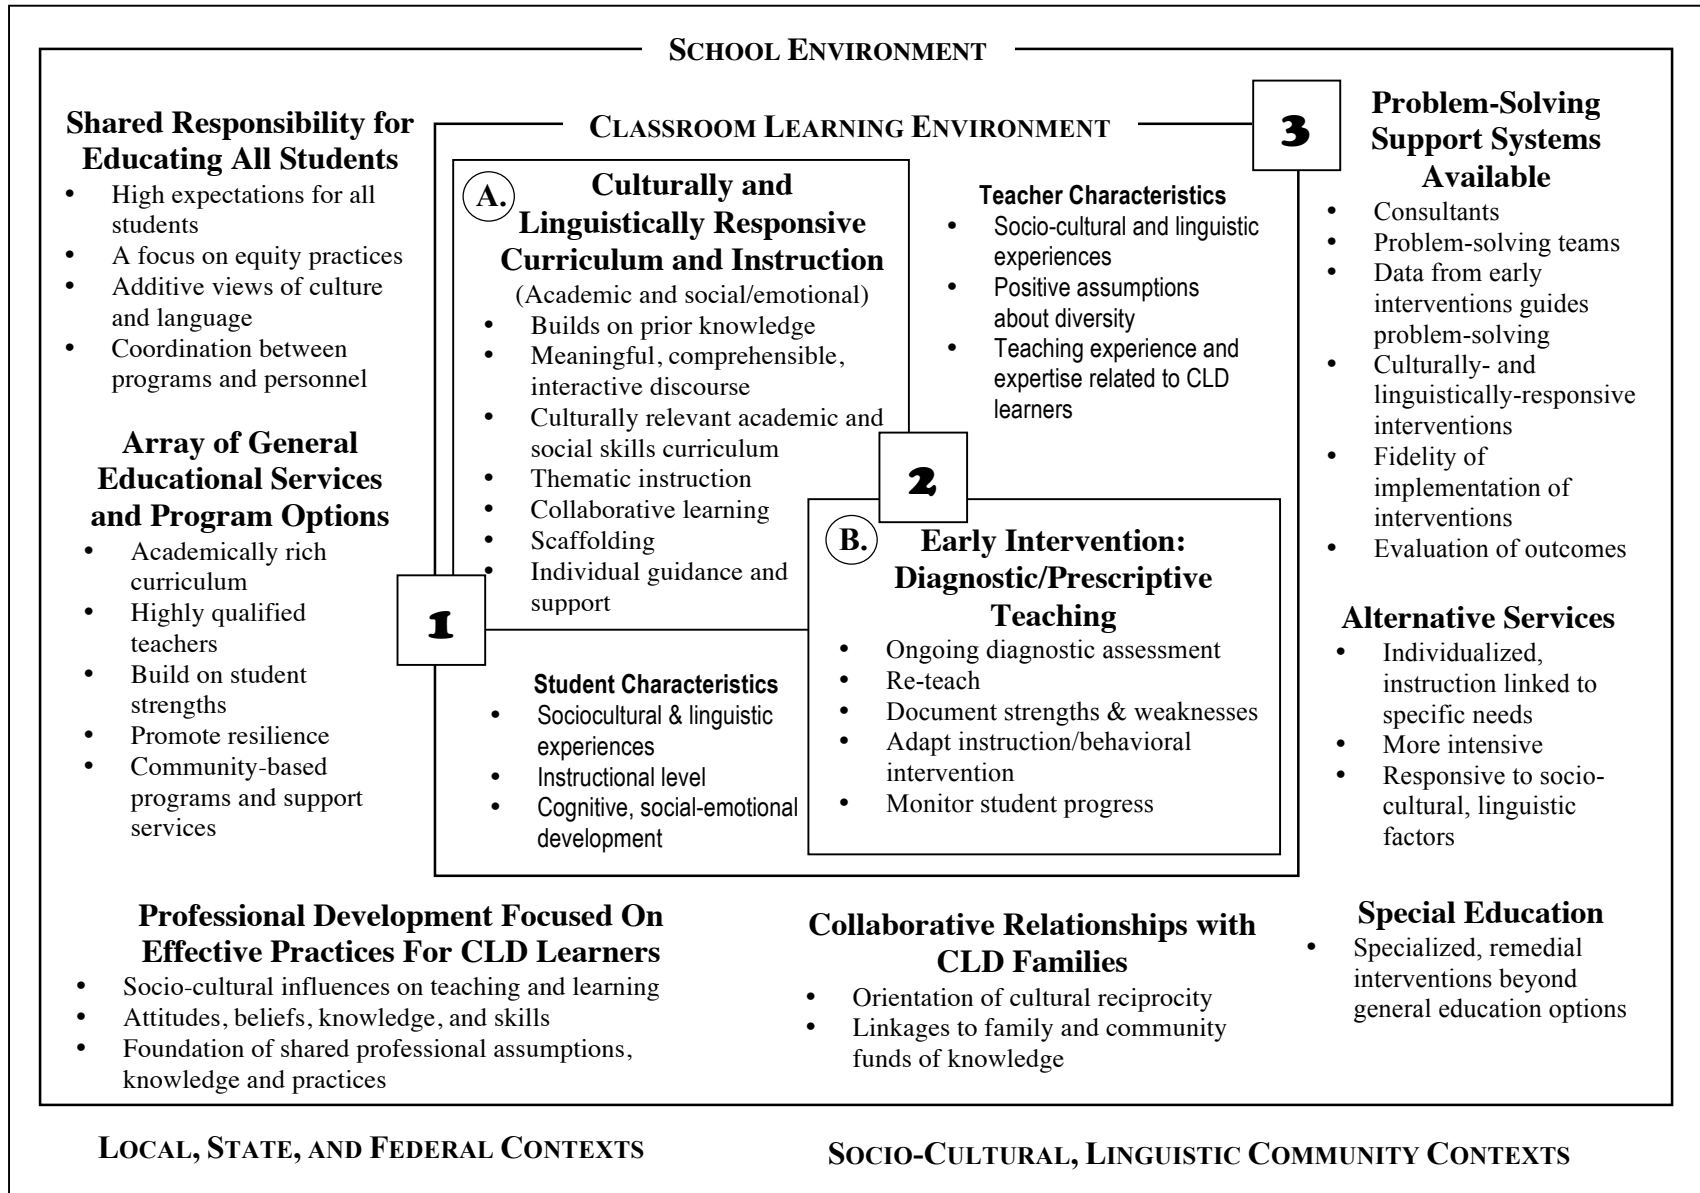 SCHOOL ENVIRONMENT
Shared Responsibility for
Educating All Students
• High expectations for all
students
• A focus on equity practices
• Additive views of culture
and language
• Coordination between
programs and personnel
Array of General
Educational Services
and Program Options
• Academically rich
curriculum
• Highly qualified
teachers
• Build on student
strengths
• Promote resilience
• Community-based
programs and support
services
CLASSROOM LEARNING ENVIRONMENT
A.
Culturally and
Linguistically Responsive
Curriculum and Instruction
(Academic and social/emotional)
• Builds on prior knowledge
• Meaningful, comprehensible,
interactive discourse
• Culturally relevant academic and
social skills curriculum
• Thematic instruction
• Collaborative learning
• Scaffolding
• Individual guidance and
support
1
Teacher Characteristics
• Socio-cultural and linguistic
experiences
• Positive assumptions
about diversity
• Teaching experience and
expertise related to CLD
learners
2
Student Characteristics
• Sociocultural & linguistic
experiences
• Instructional level
• Cognitive, social-emotional
development
B.
Early Intervention:
Diagnostic/Prescriptive
Teaching
• Ongoing diagnostic assessment
• Re-teach
• Document strengths & weaknesses
• Adapt instruction/behavioral
intervention
• Monitor student progress
3
Problem-Solving
Support Systems
Available
• Consultants
• Problem-solving teams
• Data from early
interventions guides
problem-solving
• Culturally- and
linguistically-responsive
interventions
• Fidelity of
implementation of
interventions
• Evaluation of outcomes
Alternative Services
• Individualized,
instruction linked to
specific needs
• More intensive
• Responsive to socio-
cultural, linguistic
factors
Professional Development Focused On
Effective Practices For CLD Learners
• Socio-cultural influences on teaching and learning
• Attitudes, beliefs, knowledge, and skills
• Foundation of shared professional assumptions,
knowledge and practices
Collaborative Relationships with
CLD Families
• Orientation of cultural reciprocity
• Linkages to family and community
funds of knowledge
Special Education
• Specialized, remedial
interventions beyond
general education options
LOCAL, STATE, AND FEDERAL CONTEXTS
SOCIO-CULTURAL, LINGUISTIC COMMUNITY CONTEXTS